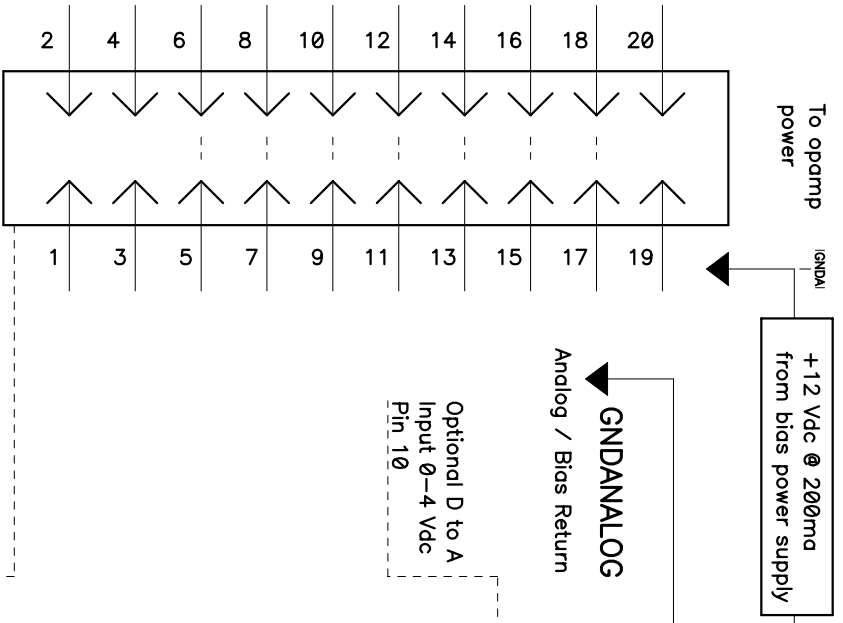 2 4 6 8 10 12 14 16 18 20
1 3 5 7 9 11 13 15 17 19
To opamp
power
|GNDA|
+12 Vdc @ 200ma
from bias power supply
GNDANALOG
Analog / Bias Return
Optional D to A
Input 0-4 Vdc
Pin 10